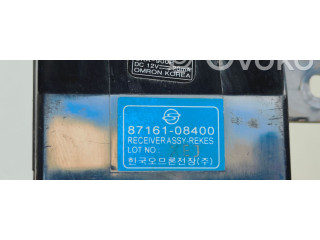 DC 12V
OMRON KOREA
87161-08400
RECEIVER ASSY-REKES
LOT NO :
한국오므론전장(주)